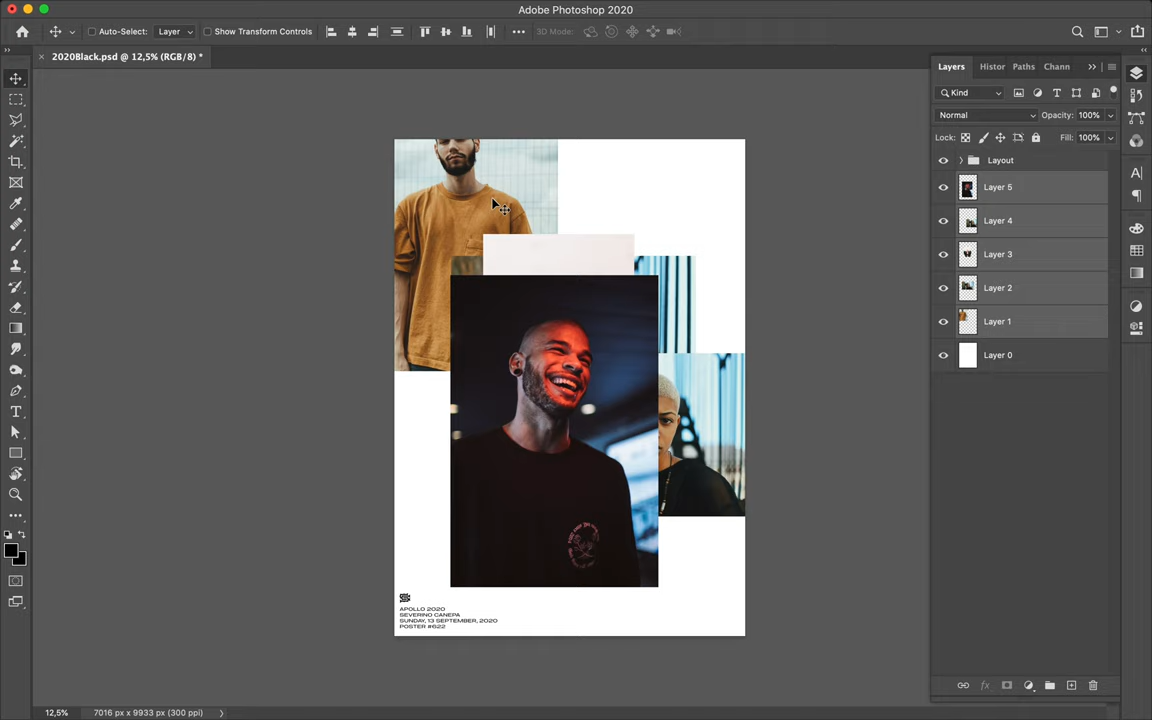 Adobe Photoshop 2020
Auto-Select: Layer Show Transform Controls 3D Mode:
2020Black.psd @ 12,5% (RGB/8) *
Layers Histor Paths Chann
Kind
Normal Opacity: 100%
Lock: Fill: 100%
Layout
Layer 5
Layer 4
Layer 3
Layer 2
Layer 1
Layer 0
APOLLO 2020
SEVERINO CANEPA
SUNDAY, 13 SEPTEMBER, 2020
POSTER #622
12,5% 7016 px x 9933 px (300 ppi)